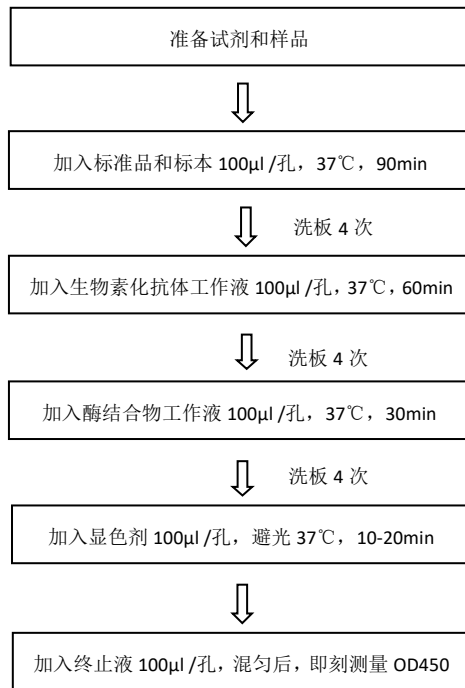 准备试剂和样品
加入标准品和标本 100μl /孔，37℃，90min
洗板 4 次
加入生物素化抗体工作液 100μl /孔，37℃，60min
洗板 4 次
加入酶结合物工作液 100μl /孔，37℃，30min
洗板 4 次
加入显色剂 100μl /孔，避光 37℃，10-20min
加入终止液 100μl /孔，混匀后，即刻测量 OD450